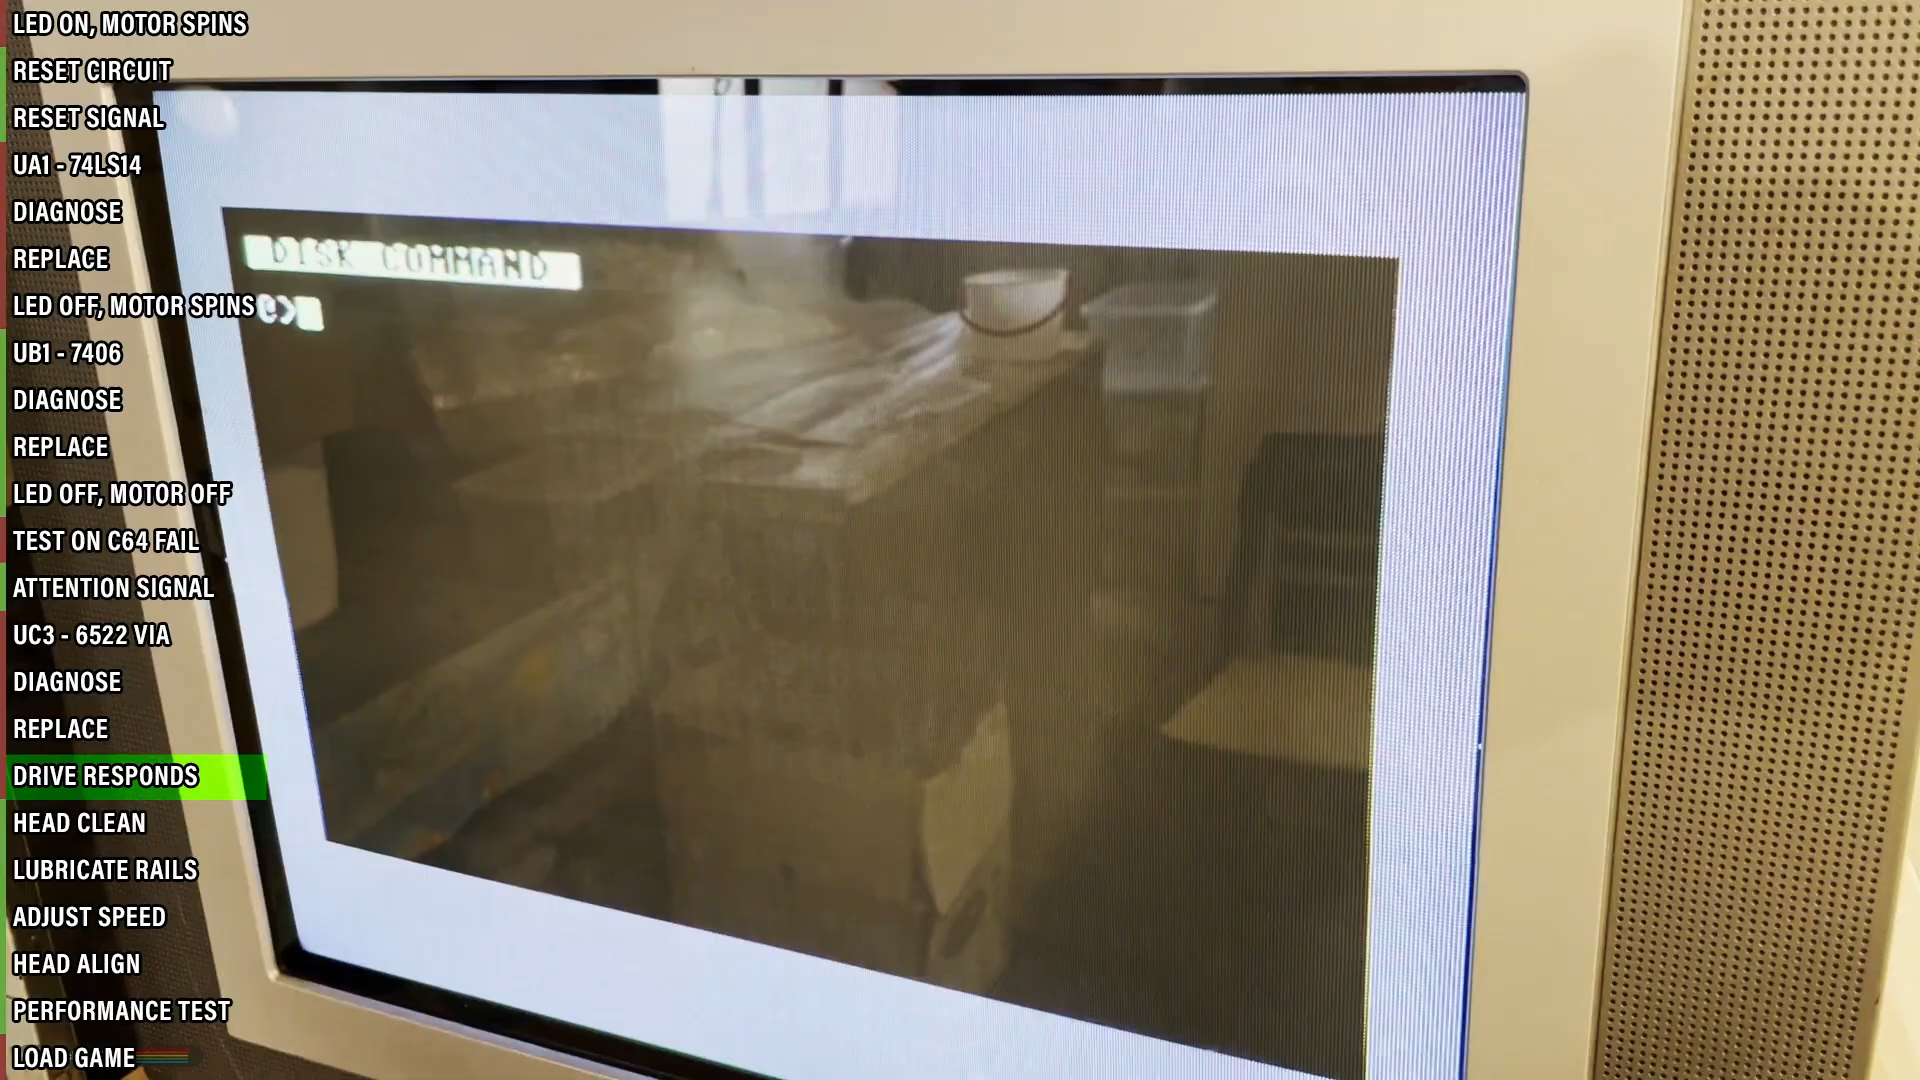 LED ON, MOTOR SPINS
RESET CIRCUIT
RESET SIGNAL
UA1 - 74LS14
DIAGNOSE
REPLACE
LED OFF, MOTOR SPINS
UB1 - 7406
DIAGNOSE
REPLACE
LED OFF, MOTOR OFF
TEST ON C64 FAIL
ATTENTION SIGNAL
UC3 - 6522 VIA
DIAGNOSE
REPLACE
DRIVE RESPONDS
HEAD CLEAN
LUBRICATE RAILS
ADJUST SPEED
HEAD ALIGN
PERFORMANCE TEST
LOAD GAME
DISK COMMAND
@>